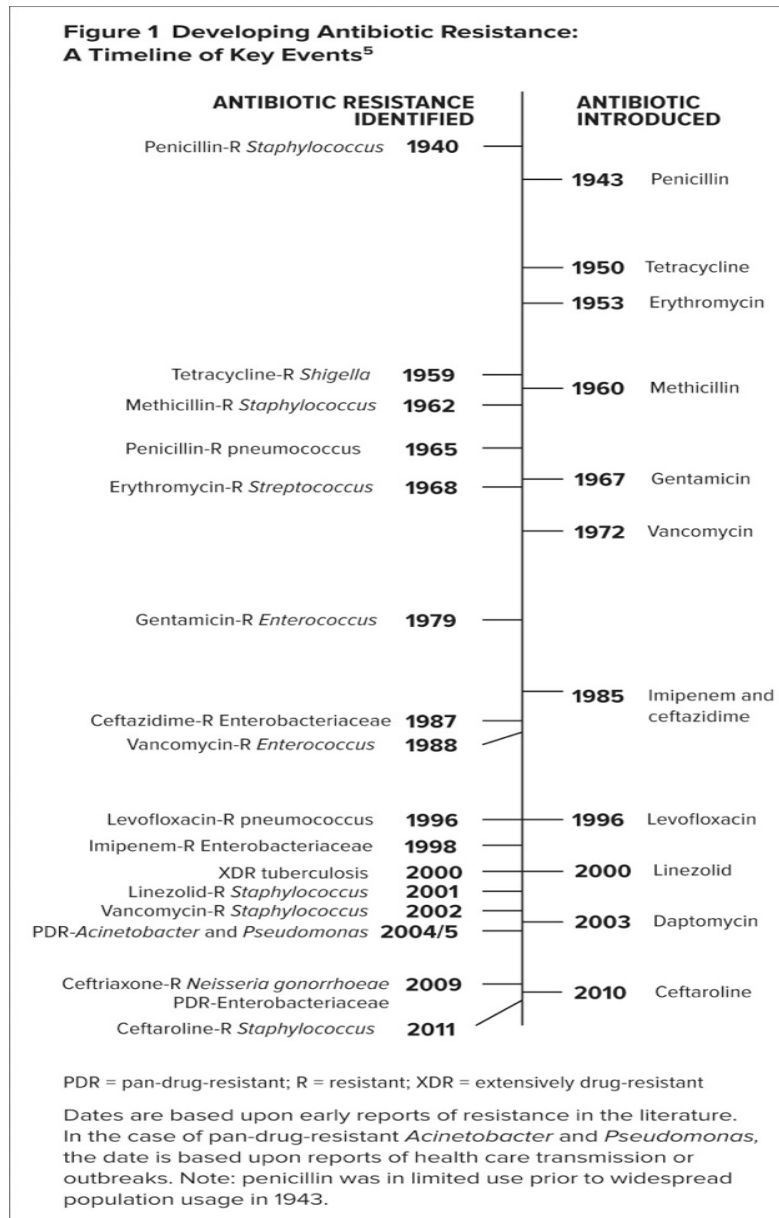 Figure 1 Developing Antibiotic Resistance:
A Timeline of Key Events⁵
ANTIBIOTIC RESISTANCE
IDENTIFIED
ANTIBIOTIC
INTRODUCED
Penicillin-R Staphylococcus 1940
1943 Penicillin
1950 Tetracycline
1953 Erythromycin
Tetracycline-R Shigella 1959
1960 Methicillin
Methicillin-R Staphylococcus 1962
Penicillin-R pneumococcus 1965
1967 Gentamicin
Erythromycin-R Streptococcus 1968
1972 Vancomycin
Gentamicin-R Enterococcus 1979
1985 Imipenem and
ceftazidime
Ceftazidime-R Enterobacteriaceae 1987
Vancomycin-R Enterococcus 1988
Levofloxacin-R pneumococcus 1996
1996 Levofloxacin
Imipenem-R Enterobacteriaceae 1998
XDR tuberculosis 2000
2000 Linezolid
Linezolid-R Staphylococcus 2001
Vancomycin-R Staphylococcus 2002
2003 Daptomycin
PDR-Acinetobacter and Pseudomonas 2004/5
Ceftriaxone-R Neisseria gonorrhoeae 2009
PDR-Enterobacteriaceae
2010 Ceftaroline
Ceftaroline-R Staphylococcus 2011
PDR = pan-drug-resistant; R = resistant; XDR = extensively drug-resistant
Dates are based upon early reports of resistance in the literature.
In the case of pan-drug-resistant Acinetobacter and Pseudomonas,
the date is based upon reports of health care transmission or
outbreaks. Note: penicillin was in limited use prior to widespread
population usage in 1943.